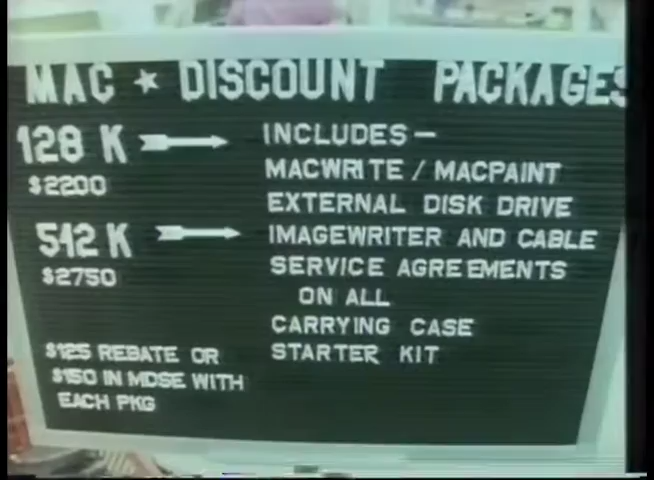 MAC ★ DISCOUNT PACKAGES
128 K
$2200
512 K
$2750
$125 REBATE OR
$150 IN MDSE WITH
EACH PKG
INCLUDES—
MACWRITE / MACPAINT
EXTERNAL DISK DRIVE
IMAGEWRITER AND CABLE
SERVICE AGREEMENTS
ON ALL
CARRYING CASE
STARTER KIT